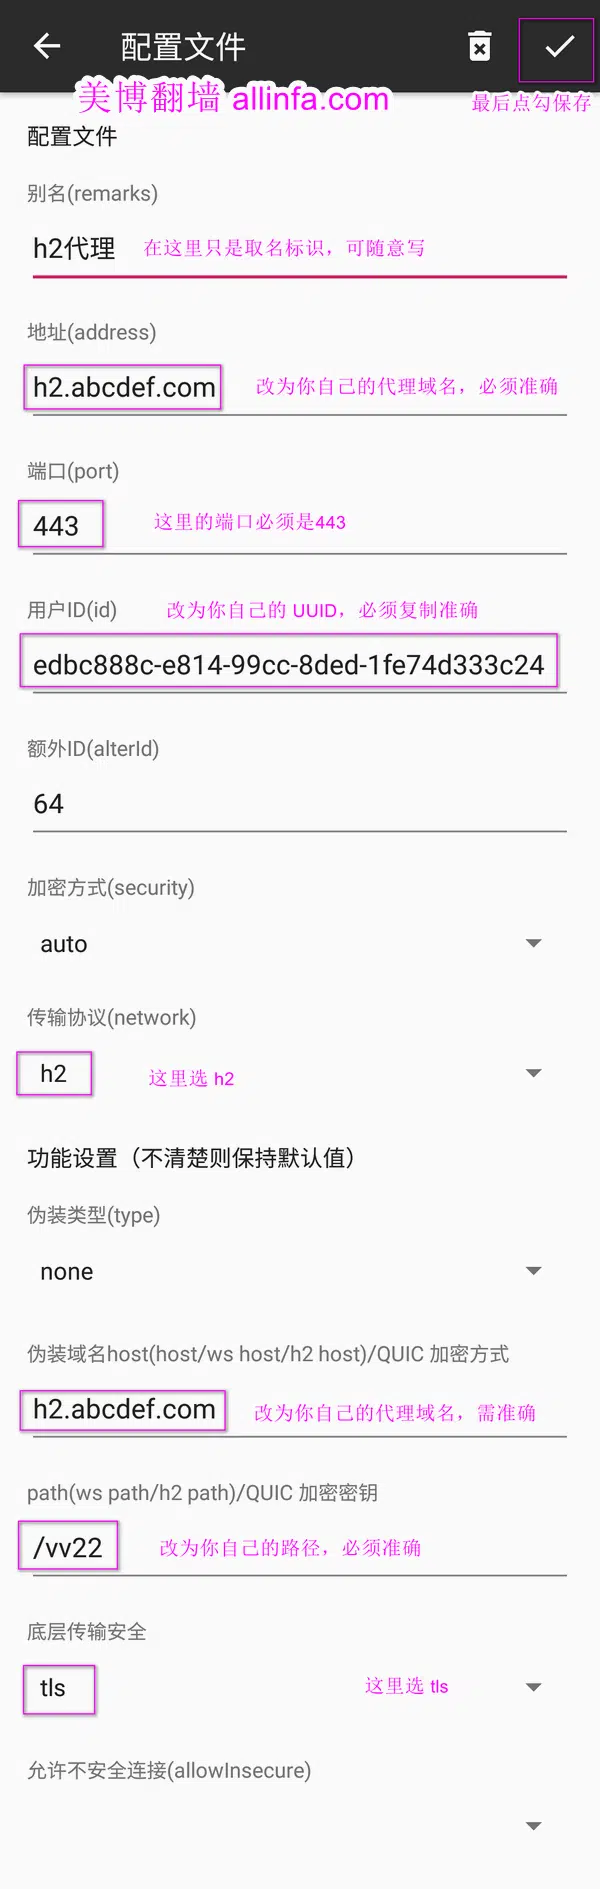 配置文件
美博翻墙 allinfa.com
最后点勾保存
配置文件
别名(remarks)
h2代理 在这里只是取名标识，可随意写
地址(address)
h2.abcdef.com 改为你自己的代理域名，必须准确
端口(port)
443 这里的端口必须是443
用户ID(id) 改为你自己的 UUID，必须复制准确
edbc888c-e814-99cc-8ded-1fe74d333c24
额外ID(alterId)
64
加密方式(security)
auto
传输协议(network)
h2 这里选 h2
功能设置（不清楚则保持默认值）
伪装类型(type)
none
伪装域名host(host/ws host/h2 host)/QUIC 加密方式
h2.abcdef.com 改为你自己的代理域名，需准确
path(ws path/h2 path)/QUIC 加密密钥
/vv22 改为你自己的路径，必须准确
底层传输安全
tls 这里选 tls
允许不安全连接(allowInsecure)